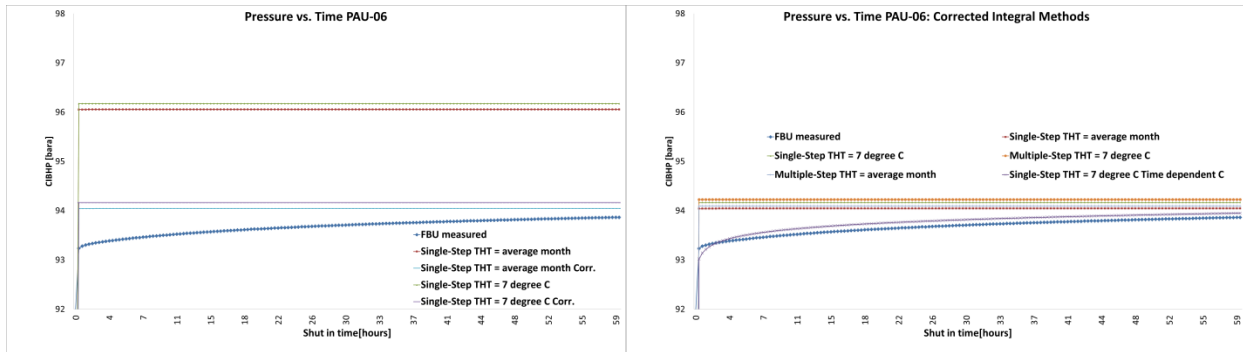 Pressure vs. Time PAU-06
98
97
96
95
94
93
92
CIBHP [bara]
FBU measured
Single-Step THT = average month
Single-Step THT = average month Corr.
Single-Step THT = 7 degree C
Single-Step THT = 7 degree C Corr.
0 4 7 11 15 18 22 26 30 33 37 41 44 48 52 55 59
Shut in time[hours]
Pressure vs. Time PAU-06: Corrected Integral Methods
98
97
96
95
94
93
92
CIBHP [bara]
FBU measured Single-Step THT = average month
Single-Step THT = 7 degree C Multiple-Step THT = 7 degree C
Multiple-Step THT = average month Single-Step THT = 7 degree C Time dependent C
0 4 7 11 15 18 22 26 30 33 37 41 44 48 52 55 59
Shut in time[hours]